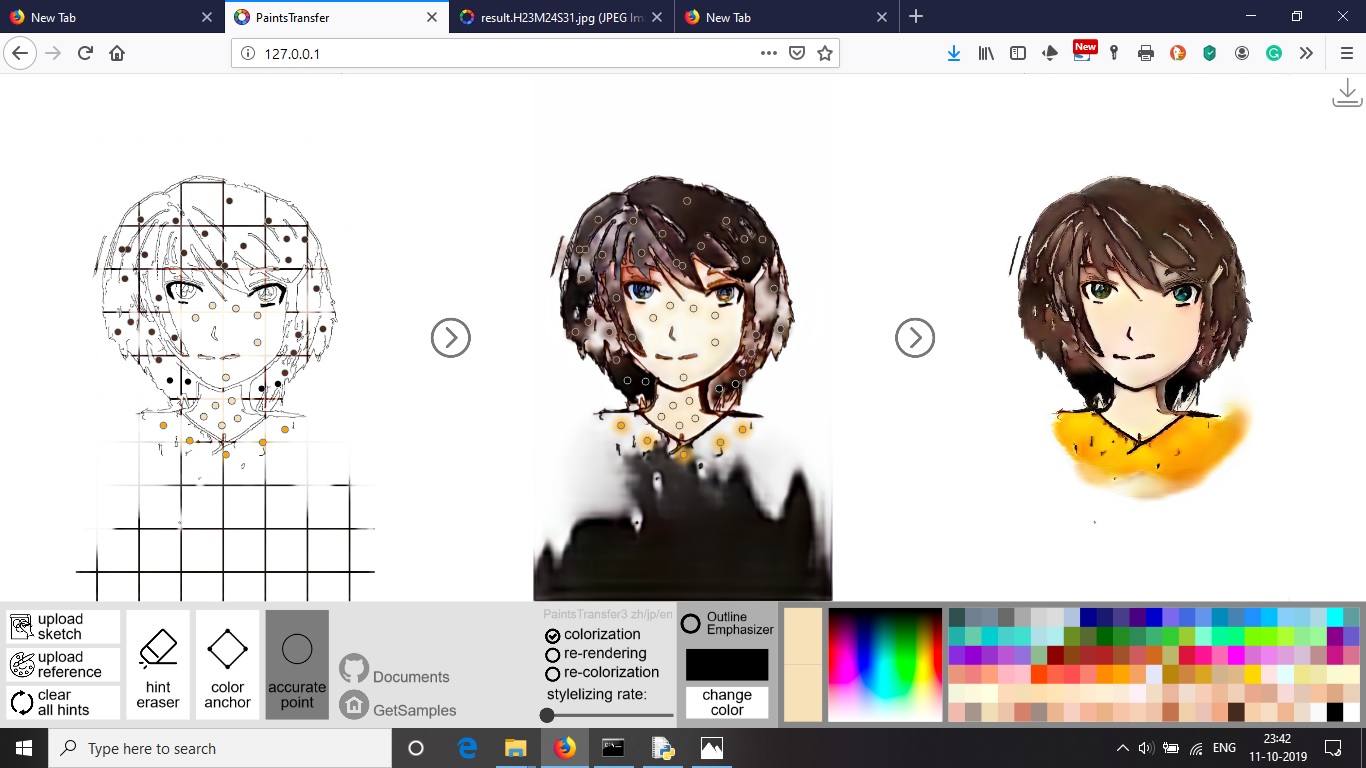 New Tab
PaintsTransfer
result.H23M24S31.jpg (JPEG Im
New Tab
127.0.0.1
New
upload
sketch
upload
reference
clear
all hints
hint
eraser
color
anchor
accurate
point
Documents
GetSamples
PaintsTransfer3 zh/jp/en
colorization
re-rendering
re-colorization
stylelizing rate:
Outline
Emphasizer
change
color
Type here to search
ENG
23:42
11-10-2019